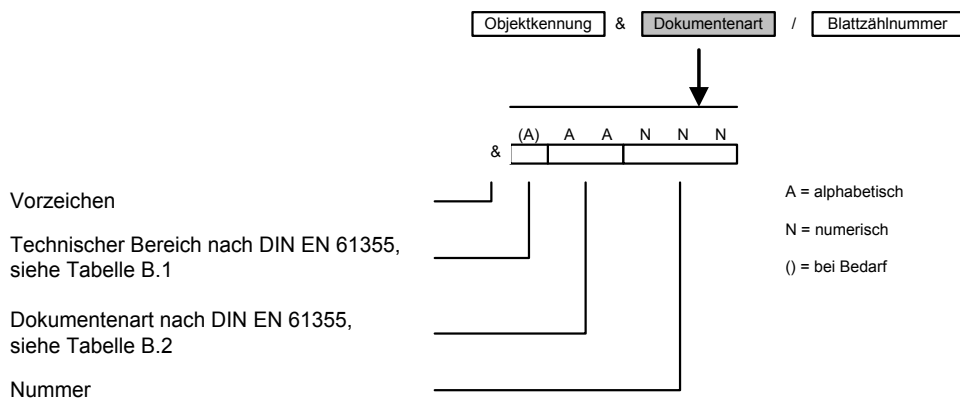 Objektkennung & Dokumentenart / Blattzählnummer
(A) A A N N N
&
Vorzeichen
A = alphabetisch
N = numerisch
() = bei Bedarf
Technischer Bereich nach DIN EN 61355,
siehe Tabelle B.1
Dokumentenart nach DIN EN 61355,
siehe Tabelle B.2
Nummer